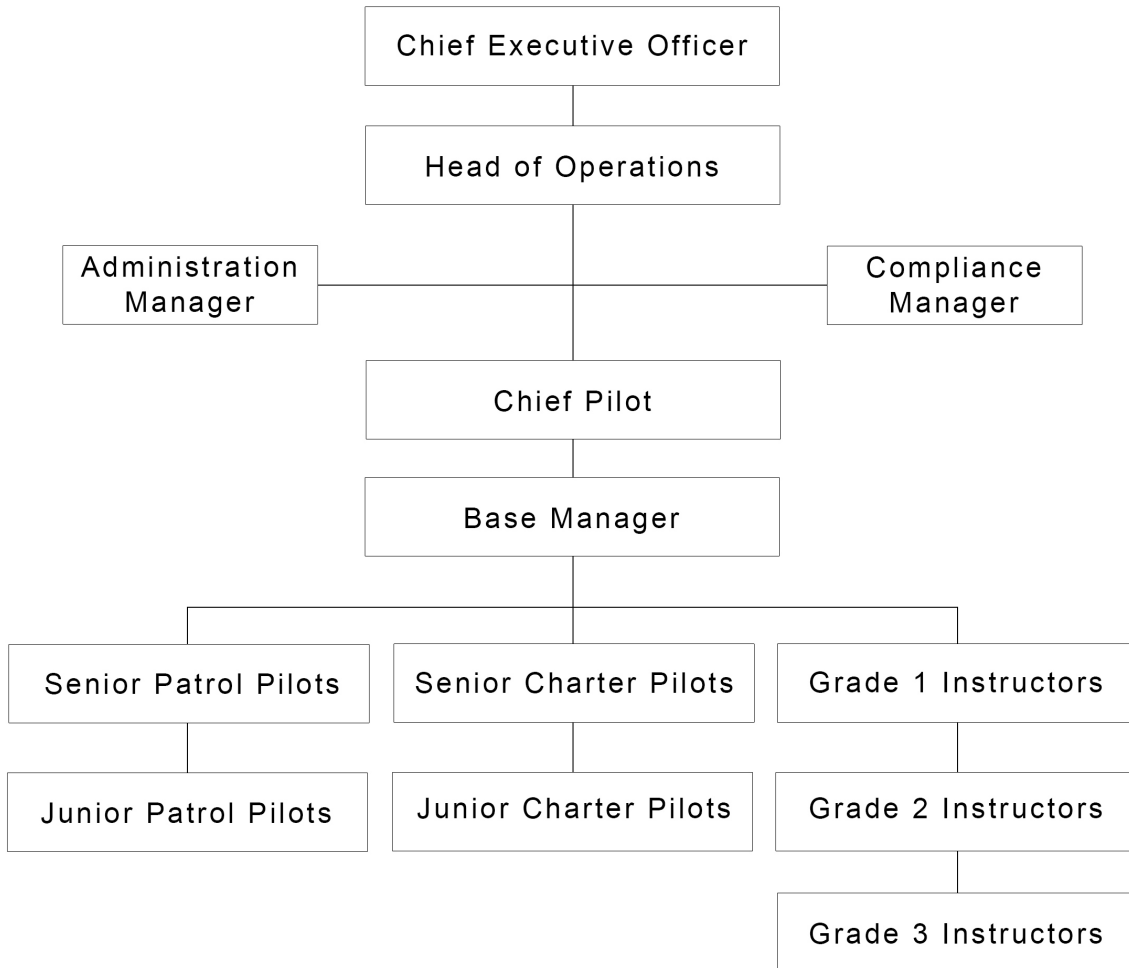 Chief Executive Officer
Head of Operations
Administration
Manager
Compliance
Manager
Chief Pilot
Base Manager
Senior Patrol Pilots
Senior Charter Pilots
Grade 1 Instructors
Junior Patrol Pilots
Junior Charter Pilots
Grade 2 Instructors
Grade 3 Instructors